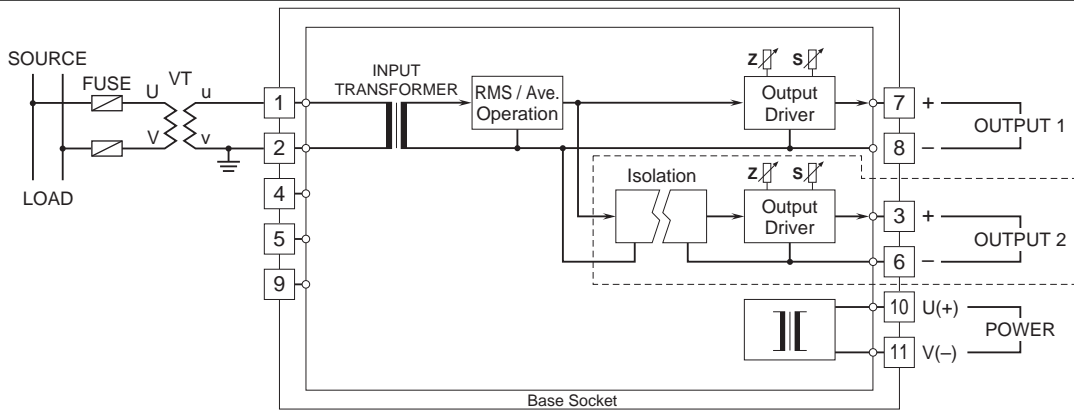 SOURCE
FUSE
VT
U
u
V
v
LOAD
1
2
4
5
9
INPUT
TRANSFORMER
RMS / Ave.
Operation
Z
S
Output
Driver
7
+
8
–
OUTPUT 1
Isolation
Z
S
Output
Driver
3
+
6
–
OUTPUT 2
10
U(+)
11
V(–)
POWER
Base Socket